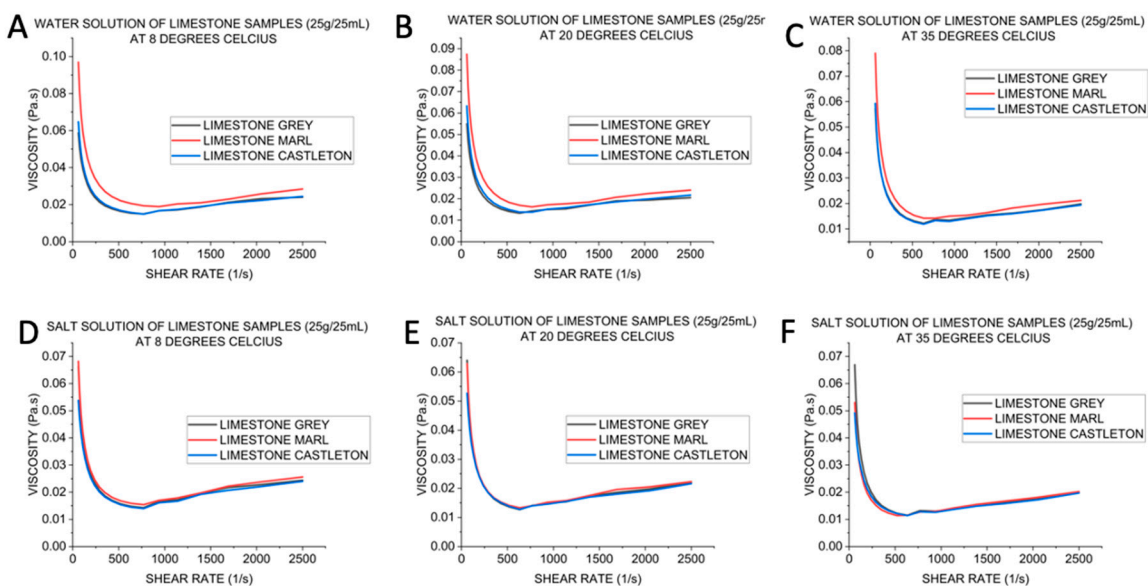 A
WATER SOLUTION OF LIMESTONE SAMPLES (25g/25mL)
AT 8 DEGREES CELCIUS
0.10
0.08
0.06
0.04
0.02
0.00
VISCOSITY (Pa.s)
LIMESTONE GREY
LIMESTONE MARL
LIMESTONE CASTLETON
0 500 1000 1500 2000 2500
SHEAR RATE (1/s)
B
WATER SOLUTION OF LIMESTONE SAMPLES (25g/25r
AT 20 DEGREES CELCIUS
0.09
0.08
0.07
0.06
0.05
0.04
0.03
0.02
0.01
0.00
VISCOSITY (Pa.s)
LIMESTONE GREY
LIMESTONE MARL
LIMESTONE CASTLETON
0 500 1000 1500 2000 2500
SHEAR RATE (1/s)
C
WATER SOLUTION OF LIMESTONE SAMPLES (25g/25mL)
AT 35 DEGREES CELCIUS
0.08
0.07
0.06
0.05
0.04
0.03
0.02
0.01
VISCOSITY (Pa.s)
LIMESTONE GREY
LIMESTONE MARL
LIMESTONE CASTLETON
0 500 1000 1500 2000 2500
SHEAR RATE (1/s)
D
SALT SOLUTION OF LIMESTONE SAMPLES (25g/25mL)
AT 8 DEGREES CELCIUS
0.07
0.06
0.05
0.04
0.03
0.02
0.01
0.00
VISCOSITY (Pa.s)
LIMESTONE GREY
LIMESTONE MARL
LIMESTONE CASTLETON
0 500 1000 1500 2000 2500
SHEAR RATE (1/s)
E
SALT SOLUTION OF LIMESTONE SAMPLES (25g/25mL)
AT 20 DEGREES CELCIUS
0.07
0.06
0.05
0.04
0.03
0.02
0.01
0.00
VISCOSITY (Pa.s)
LIMESTONE GREY
LIMESTONE MARL
LIMESTONE CASTLETON
0 500 1000 1500 2000 2500
SHEAR RATE (1/s)
F
SALT SOLUTION OF LIMESTONE SAMPLES (25g/25mL)
AT 35 DEGREES CELCIUS
0.07
0.06
0.05
0.04
0.03
0.02
0.01
0.00
VISCOSITY (Pa.s)
LIMESTONE GREY
LIMESTONE MARL
LIMESTONE CASTLETON
0 500 1000 1500 2000 2500
SHEAR RATE (1/s)